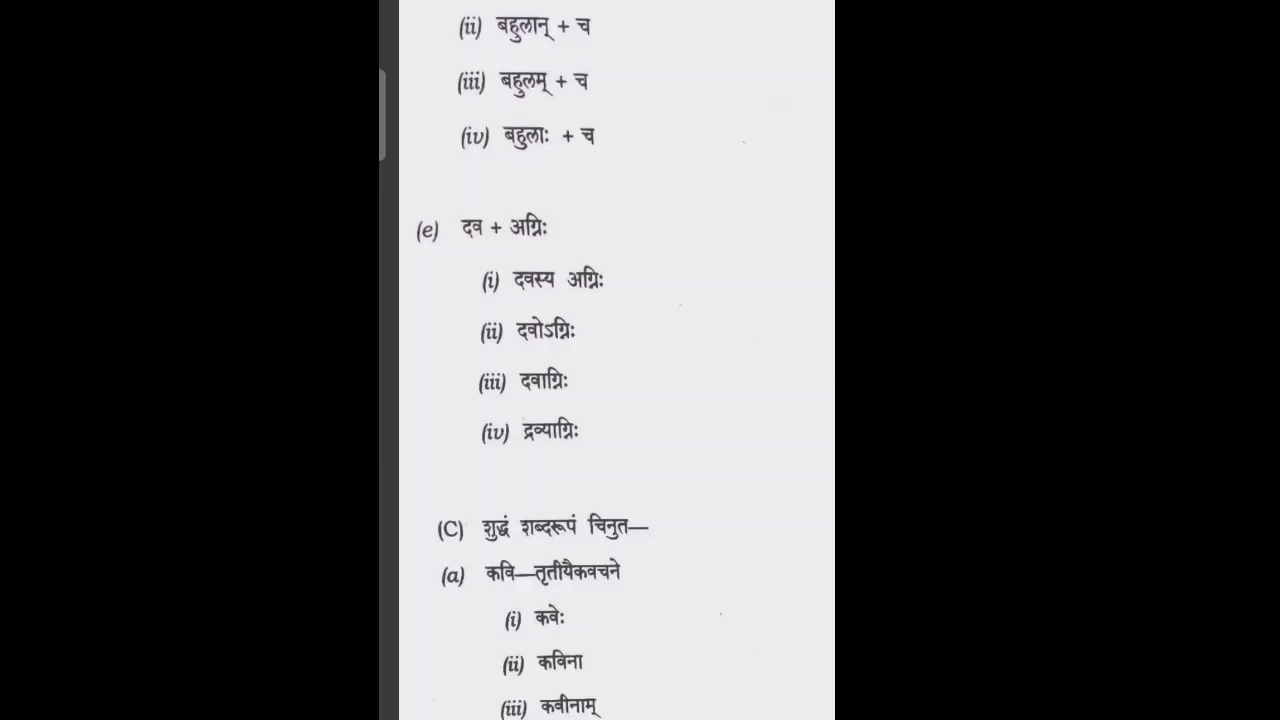 (ii) बहुलान् + च
(iii) बहुलम् + च
(iv) बहुलाः + च
(e) दव + अग्निः
(i) दवस्य अग्निः
(ii) दवोऽग्निः
(iii) दवाग्निः
(iv) द्रव्याग्निः
(C) शुद्धं शब्दरूपं चिनुत—
(a) कवि—तृतीयैकवचने
(i) कवेः
(ii) कविना
(iii) कवीनाम्